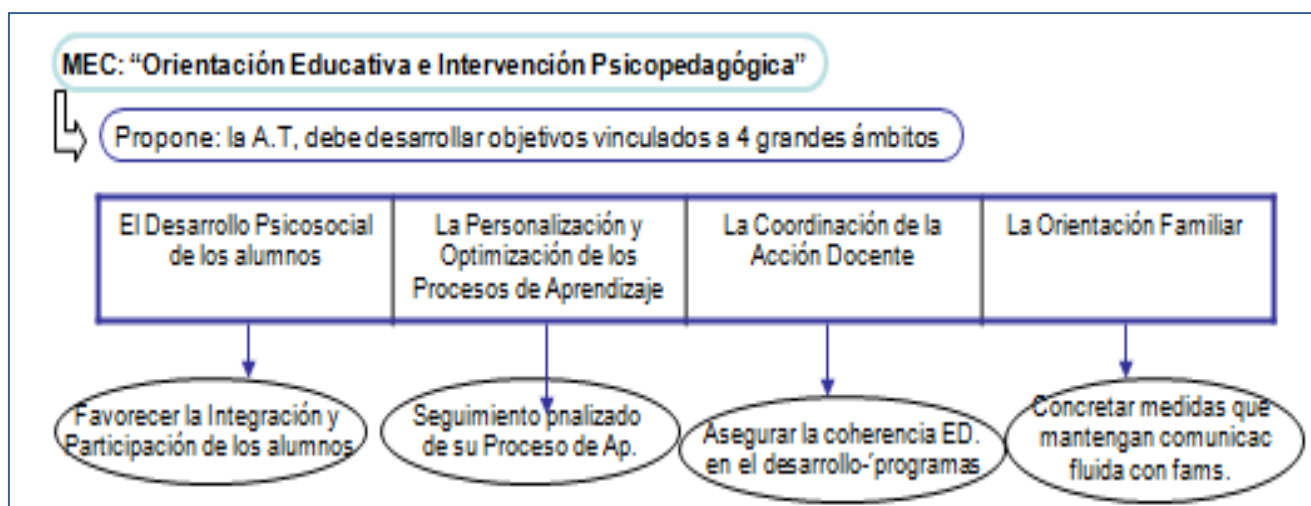 MEC: “Orientación Educativa e Intervención Psicopedagógica”
Propone: la A.T, debe desarrollar objetivos vinculados a 4 grandes ámbitos
El Desarrollo Psicosocial
de los alumnos
La Personalización y
Optimización de los
Procesos de Aprendizaje
La Coordinación de la
Acción Docente
La Orientación Familiar
Favorecer la Integración y
Participación de los alumnos
Seguimiento pnalizado
de su Proceso de Ap.
Asegurar la coherencia ED.
en el desarrollo-´programas
Concretar medidas que
mantengan comunicac
fluida con fams.